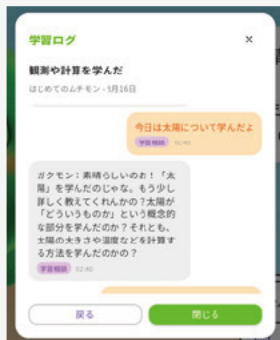 学習ログ ×
観測や計算を学んだ
はじめてのムチモン・5月16日
今日は太陽について学んだよ
学習相談 02:40
ガクモン：素晴らしいのお！「太
陽」を学んだのじゃな。もう少し
詳しく教えてくれんかの？太陽が
「どういうものか」という概念的
な部分を学んだのか？それとも、
太陽の大きさや温度などを計算す
る方法を学んだのかの？
学習相談 02:40
戻る
閉じる